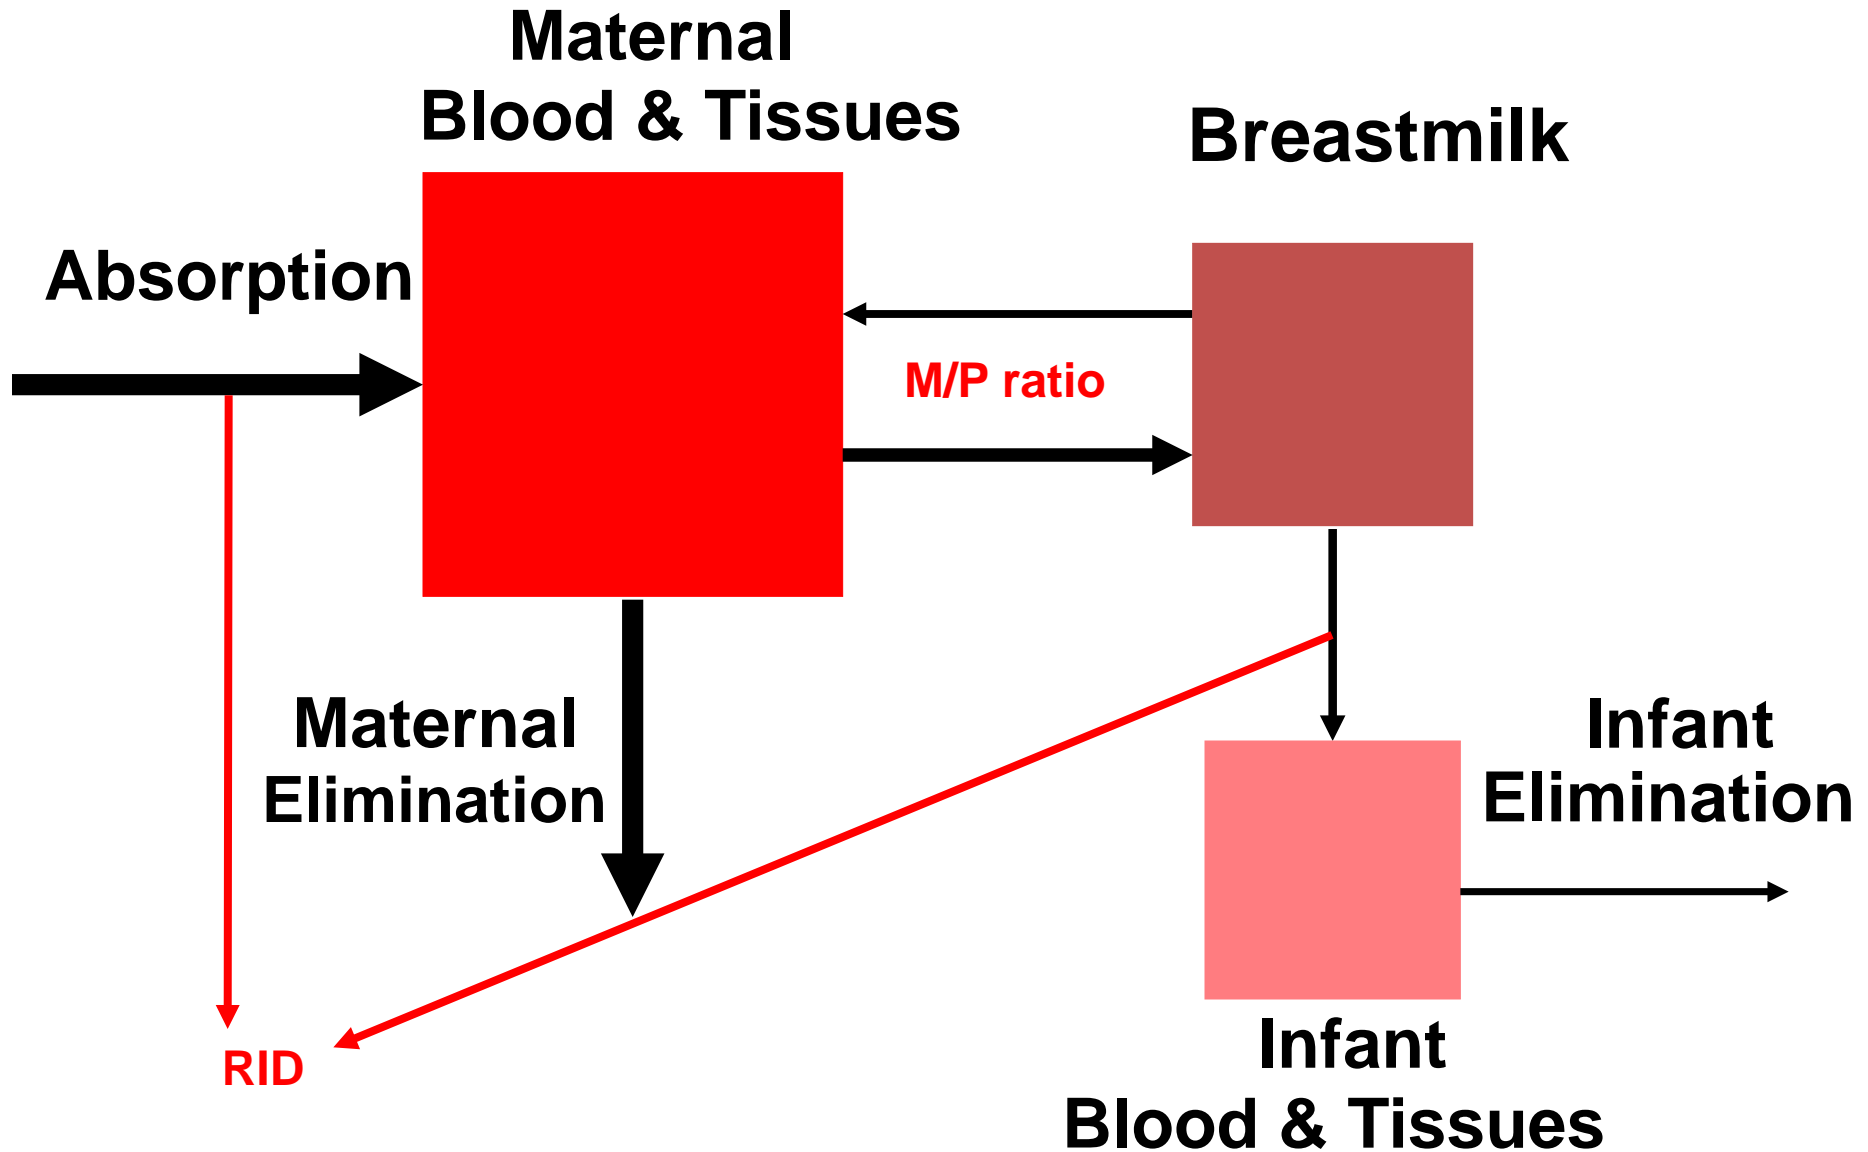 Maternal
Blood & Tissues
Breastmilk
Absorption
M/P ratio
Maternal
Elimination
Infant
Elimination
RID
Infant
Blood & Tissues